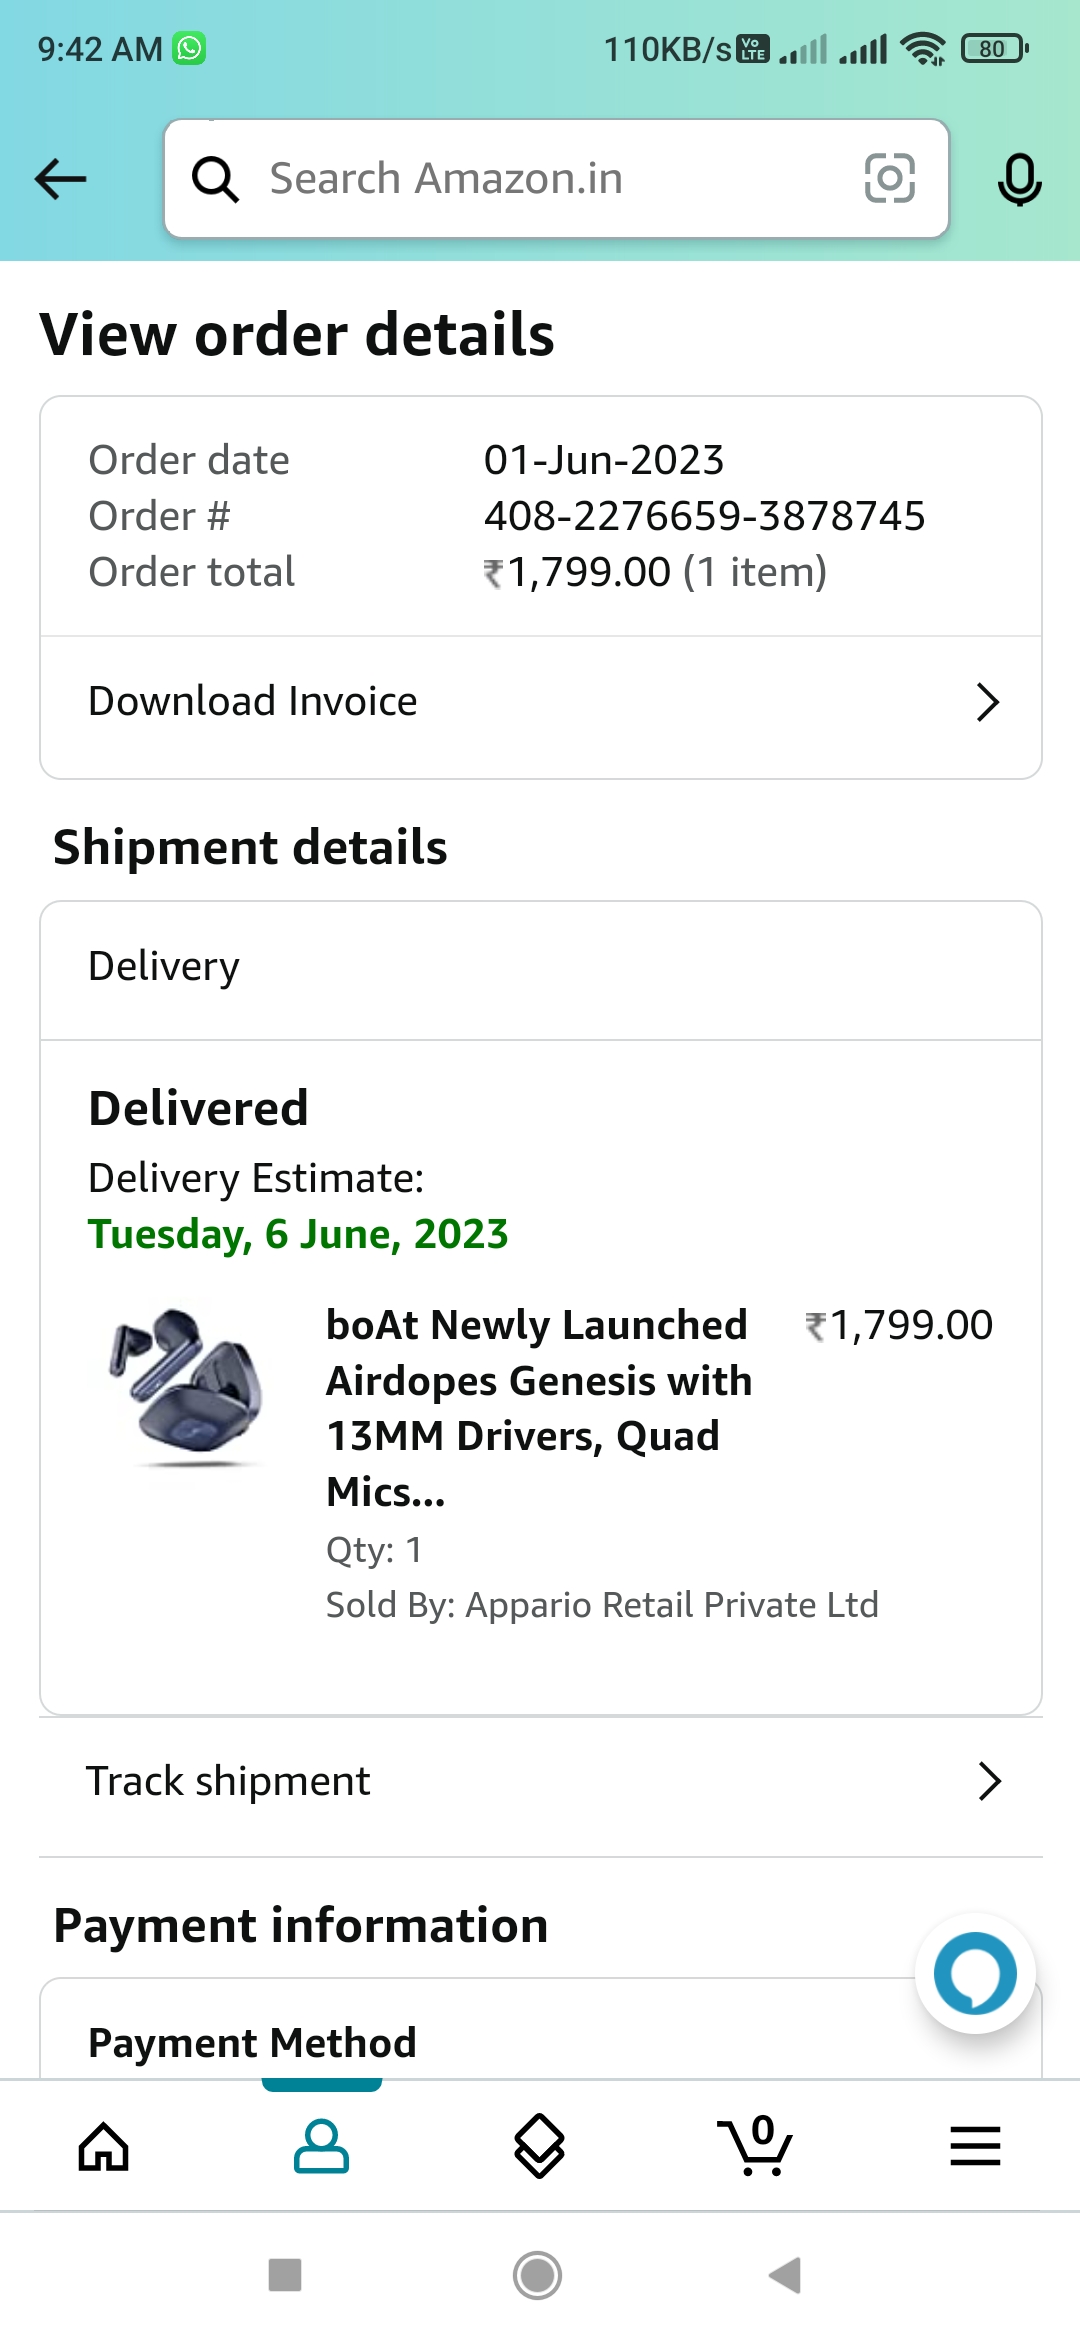 9:42 AM 110KB/s Vo LTE 80
Search Amazon.in
View order details
Order date 01-Jun-2023
Order # 408-2276659-3878745
Order total ₹1,799.00 (1 item)
Download Invoice
Shipment details
Delivery
Delivered
Delivery Estimate:
Tuesday, 6 June, 2023
boAt Newly Launched ₹1,799.00
Airdopes Genesis with
13MM Drivers, Quad
Mics...
Qty: 1
Sold By: Appario Retail Private Ltd
Track shipment
Payment information
Payment Method
0